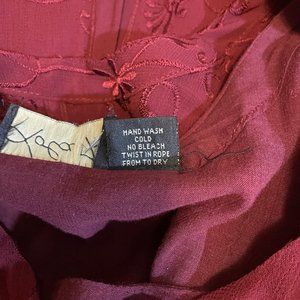 HAND WASH
COLD
NO BLEACH
TWIST IN ROPE
FROM TO DRY